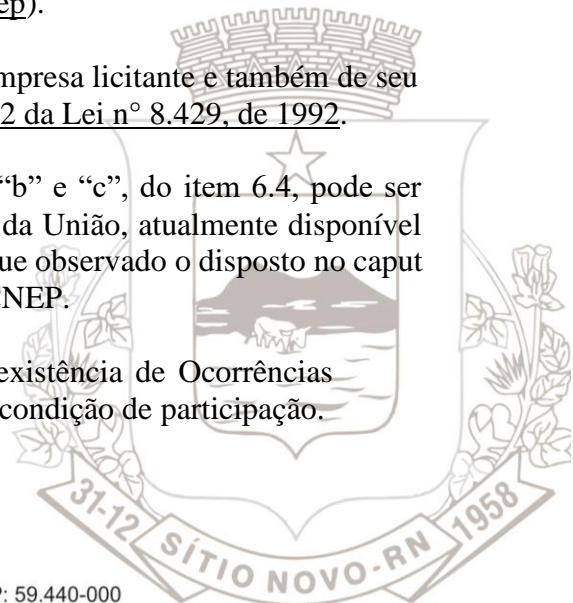 ep).
mpresa licitante e também de seu
2 da Lei n° 8.429, de 1992.
“b” e “c”, do item 6.4, pode ser
da União, atualmente disponível
ue observado o disposto no caput
CNEP.
existência de Ocorrências
condição de participação.
31-12 SÍTIO NOVO-RN 1958
P: 59.440-000